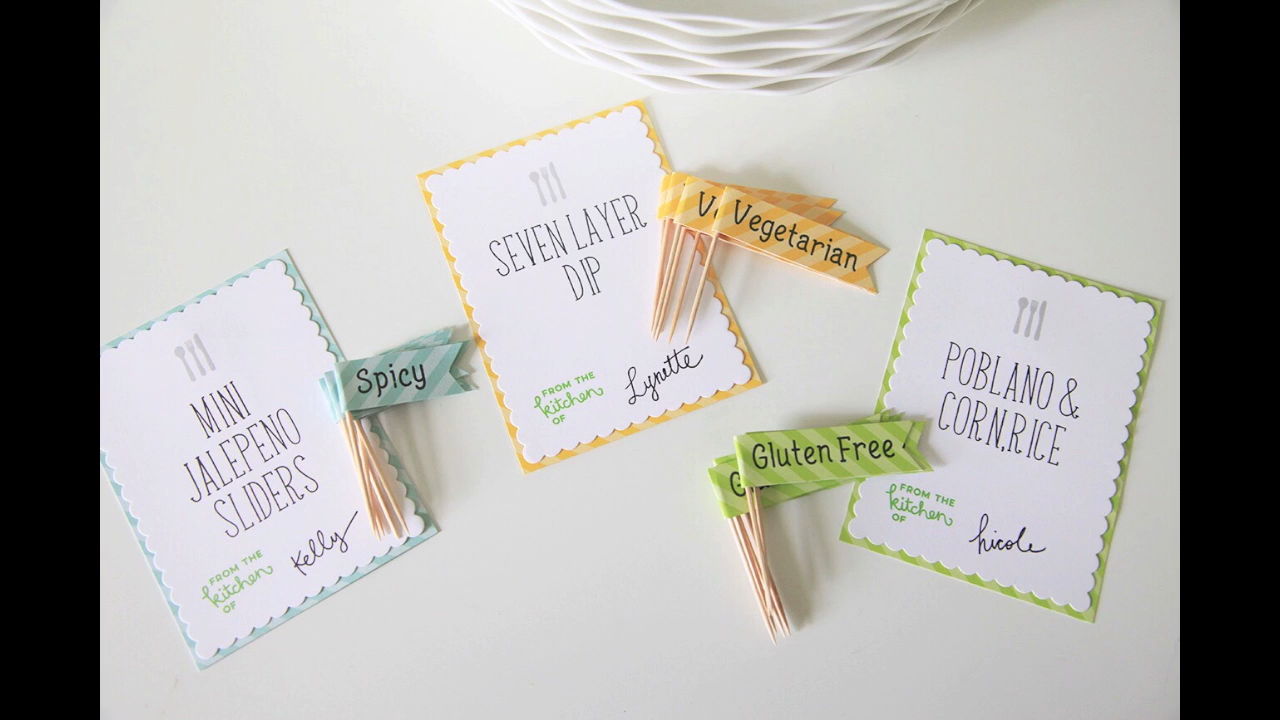 MINI
JALEPENO
SLIDERS
FROM THE
kitchen
OF
Kelly
Spicy
SEVEN LAYER
DIP
FROM THE
kitchen
OF
Lynette
Vegetarian
Gluten Free
POBLANO &
CORN,RICE
FROM THE
kitchen
OF
nicole